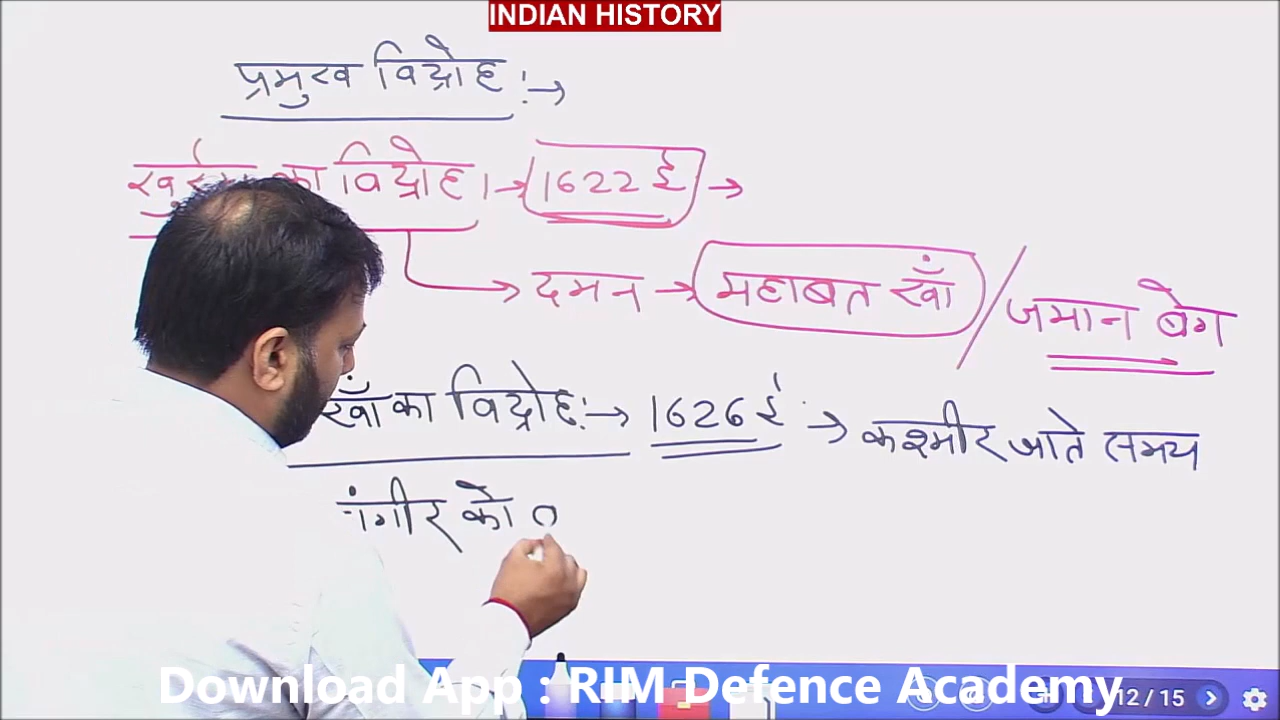 INDIAN HISTORY
प्रमुख विद्रोह :→
का विद्रोह → 1622 ई →
→ दमन → महाबत खाँ / जमान बेग
खाँ का विद्रोह :→ 1626 ई → कश्मीर जाते समय
को
Download App : RIM Defence Academy
12 / 15